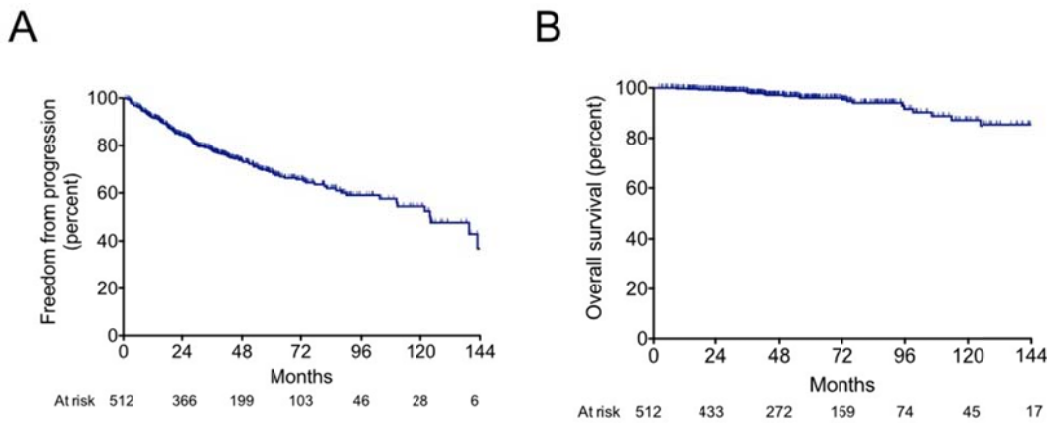 A
Freedom from progression
(percent)
100
80
60
40
20
0
0 24 48 72 96 120 144
Months
At risk 512 366 199 103 46 28 6
B
Overall survival (percent)
100
80
60
40
20
0
0 24 48 72 96 120 144
Months
At risk 512 433 272 159 74 45 17